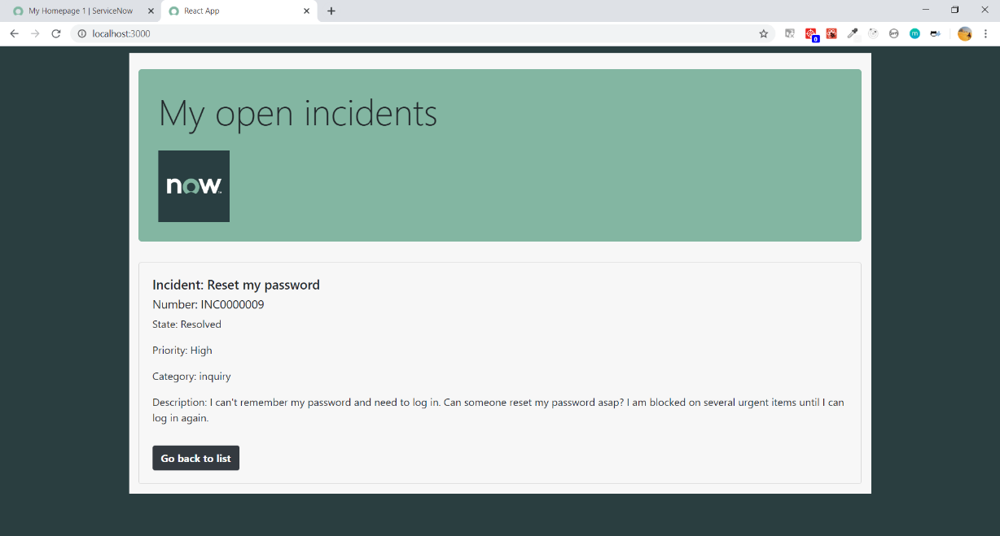 My Homepage 1 | ServiceNow
React App
localhost:3000
0
m
My open incidents
now
Incident: Reset my password
Number: INC0000009
State: Resolved
Priority: High
Category: inquiry
Description: I can't remember my password and need to log in. Can someone reset my password asap? I am blocked on several urgent items until I can
log in again.
Go back to list